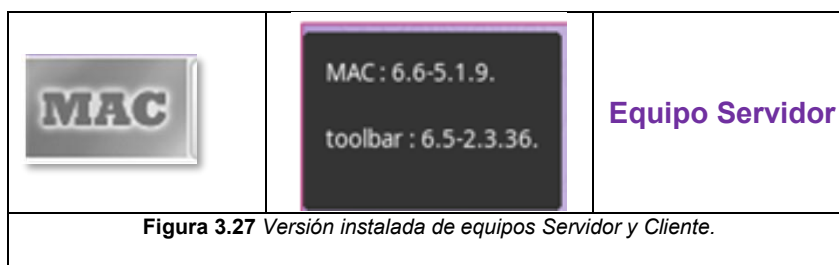 MAC
MAC : 6.6-5.1.9.
toolbar : 6.5-2.3.36.
Equipo Servidor
Figura 3.27 Versión instalada de equipos Servidor y Cliente.